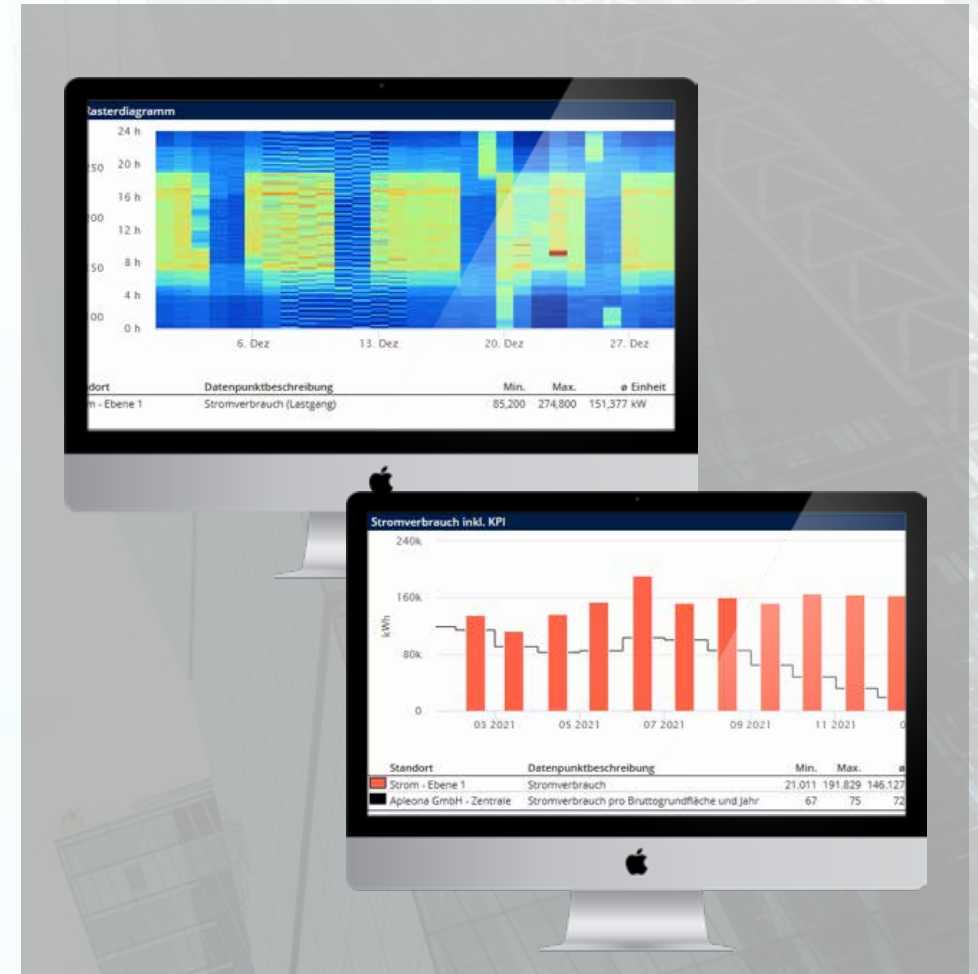 Rasterdiagramm
24 h
20 h
16 h
12 h
8 h
4 h
0 h
6. Dez 13. Dez 20. Dez 27. Dez
Datenpunktbeschreibung Min. Max. ø Einheit
m - Ebene 1 Stromverbrauch (Lastgang) 85,200 274,800 151,377 kW
Stromverbrauch inkl. KPI
240k
160k
kWh
80k
0
03 2021 05 2021 07 2021 09 2021 11 2021 0
Standort Datenpunktbeschreibung Min. Max. ø
Strom - Ebene 1 Stromverbrauch 21.011 191.829 146.127
Apleona GmbH - Zentrale Stromverbrauch pro Bruttogrundfläche und Jahr 67 75 72